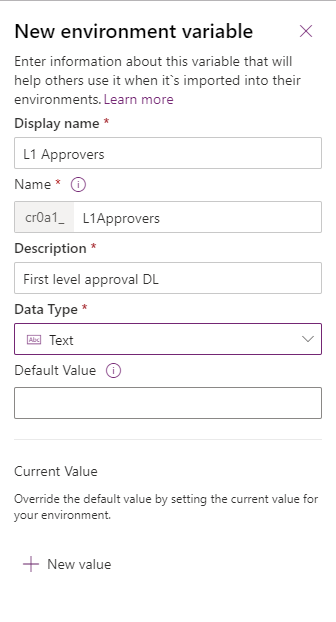 New environment variable
Enter information about this variable that will
help others use it when it`s imported into their
environments. Learn more
Display name *
L1 Approvers
Name *
cr0a1_ L1Approvers
Description *
First level approval DL
Data Type *
Abc Text
Default Value
Current Value
Override the default value by setting the current value for
your environment.
New value